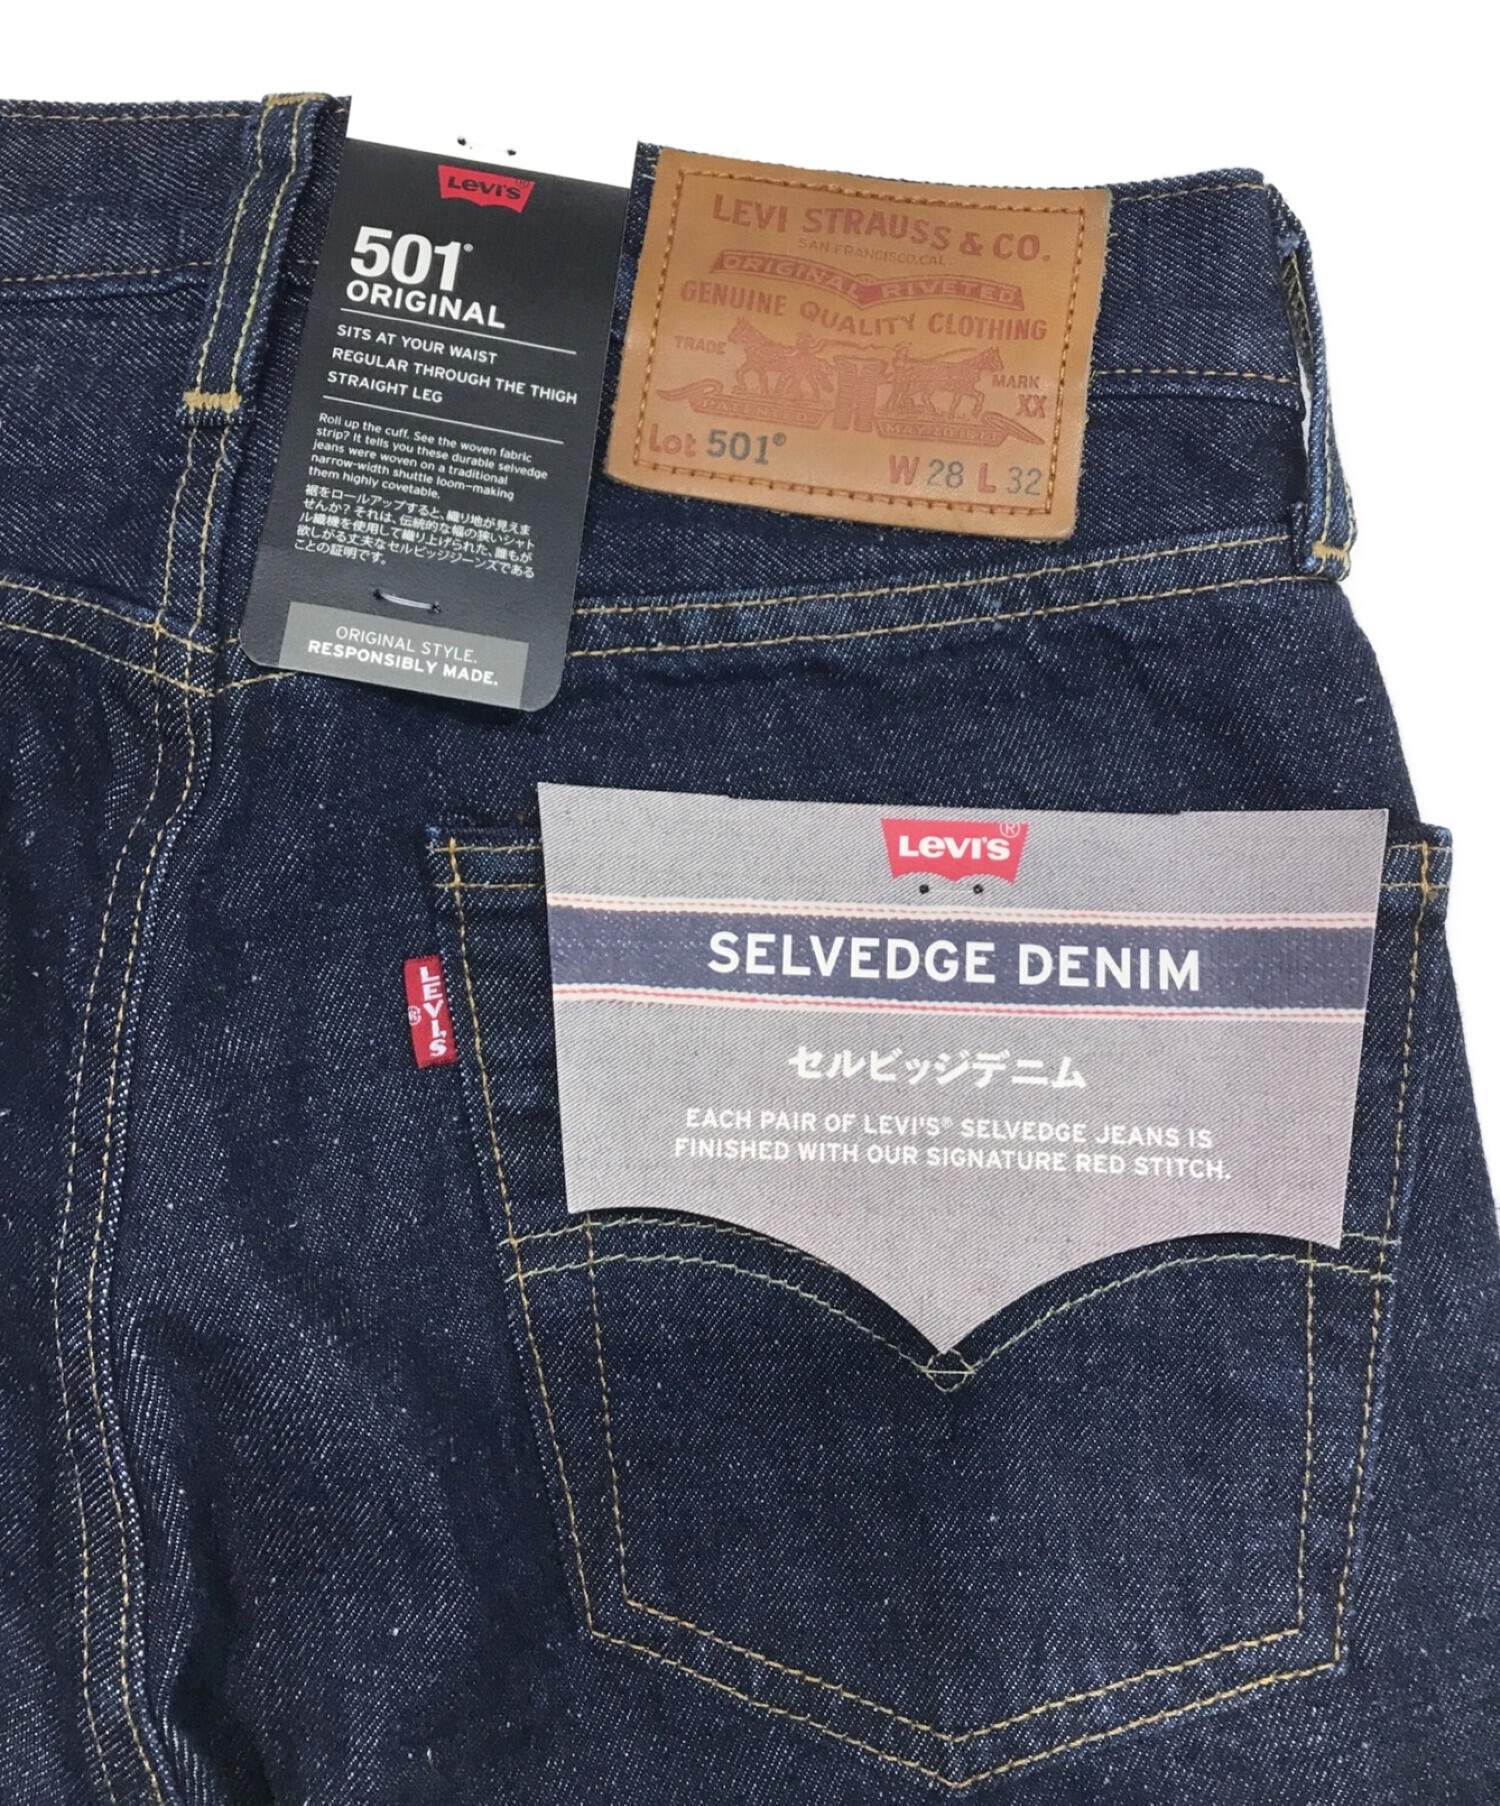 Levi's®
501®
ORIGINAL
SITS AT YOUR WAIST
REGULAR THROUGH THE THIGH
STRAIGHT LEG
Roll up the cuff. See the woven fabric
strip? It tells you these durable selvedge
jeans were woven on a traditional
narrow-width shuttle loom–making
them highly covetable.
裾をロールアップすると、織り地が見えま
せんか？それは、伝統的な幅の狭いシャト
ル織機を使用して織り上げられた、誰もが
欲しがる丈夫なセルビッジジーンズである
ことの証明です。
ORIGINAL STYLE.
RESPONSIBLY MADE.
LEVI STRAUSS & CO.
SAN FRANCISCO, CAL.
ORIGINAL RIVETED
GENUINE QUALITY CLOTHING
TRADE MARK
XX
MAY 20 1873
Lot 501®
W 28 L 32
Levi's®
SELVEDGE DENIM
セルビッジデニム
EACH PAIR OF LEVI'S® SELVEDGE JEANS IS
FINISHED WITH OUR SIGNATURE RED STITCH.
LEVI'S
®